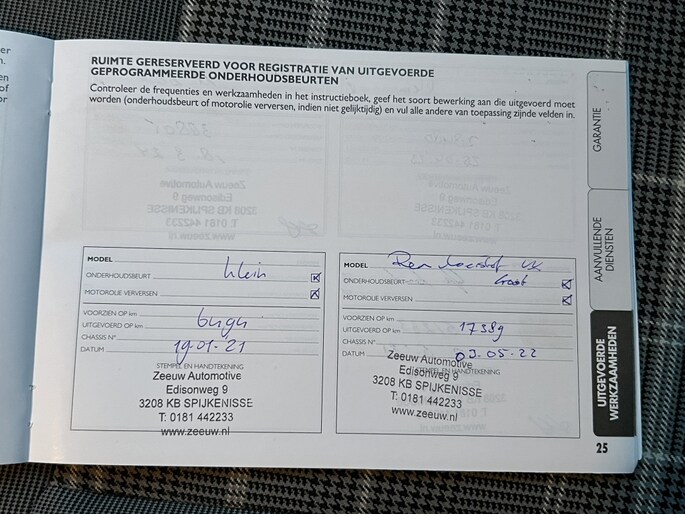 RUIMTE GERESERVEERD VOOR REGISTRATIE VAN UITGEVOERDE
GEPROGRAMMEERDE ONDERHOUDSBEURTEN
Controleer de frequenties en werkzaamheden in het instructieboek, geef het soort bewerking aan die uitgevoerd moet
worden (onderhoudsbeurt of motorolie verversen, indien niet gelijktijdig) en vul alle andere van toepassing zijnde velden in.
MODEL
ONDERHOUDSBEURT klein
MOTOROLIE VERVERSEN
VOORZIEN OP km
UITGEVOERD OP km
CHASSIS N°
DATUM 19-01-21
STEMPEL EN HANDTEKENING
Zeeuw Automotive
Edisonweg 9
3208 KB SPIJKENISSE
T: 0181 442233
www.zeeuw.nl
MODEL Remvloeistof
ONDERHOUDSBEURT Groot
MOTOROLIE VERVERSEN
VOORZIEN OP km
UITGEVOERD OP km 17389
CHASSIS N°
DATUM 03-05-22
STEMPEL EN HANDTEKENING
Zeeuw Automotive
Edisonweg 9
3208 KB SPIJKENISSE
T: 0181 442233
www.zeeuw.nl
GARANTIE
AANVULLENDE
DIENSTEN
UITGEVOERDE
WERKZAAMHEDEN
25